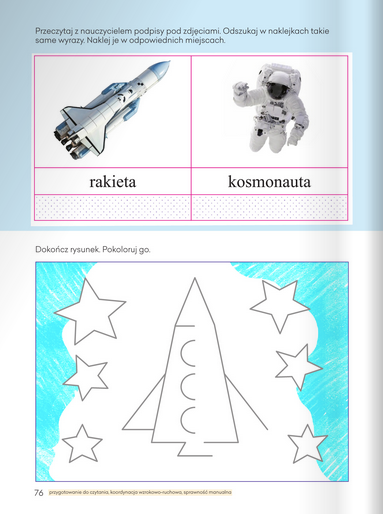 Przeczytaj z nauczycielem podpisy pod zdjęciami. Odszukaj w naklejkach takie
same wyrazy. Naklej je w odpowiednich miejscach.
rakieta
kosmonauta
Dokończ rysunek. Pokoloruj go.
76 przygotowanie do czytania, koordynacja wzrokowo-ruchowa, sprawność manualna